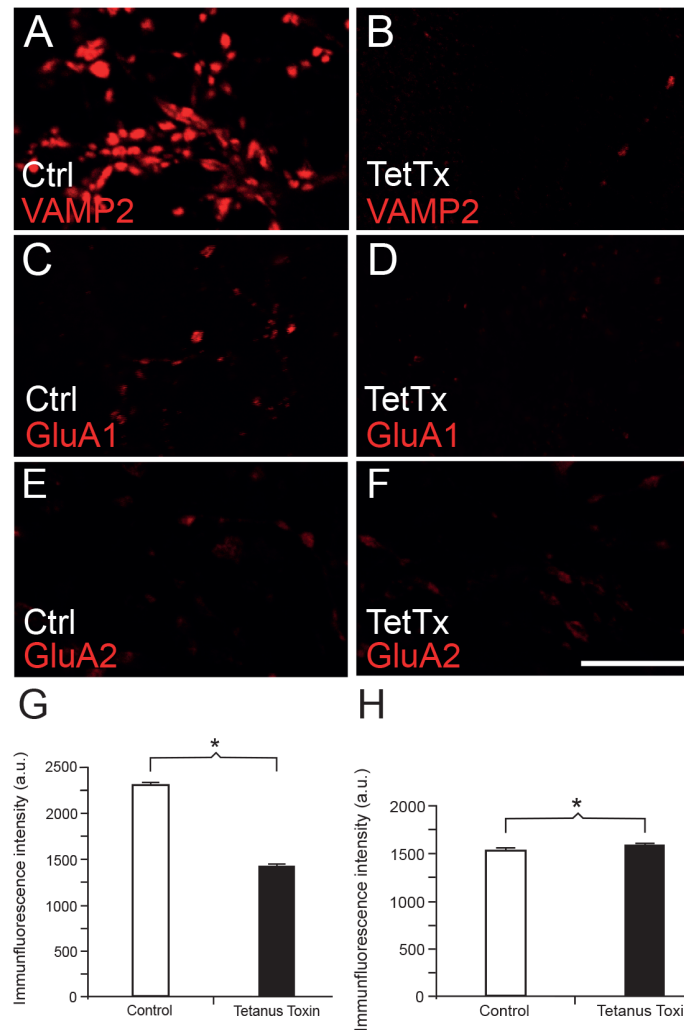 A
Ctrl
VAMP2
B
TetTx
VAMP2
C
Ctrl
GluA1
D
TetTx
GluA1
E
Ctrl
GluA2
F
TetTx
GluA2
G
Immunfluorescence intensity (a.u.)
2500
2000
1500
1000
500
0
*
Control
Tetanus Toxin
H
Immunfluorescence intensity (a.u.)
2000
1500
1000
500
0
*
Control
Tetanus Toxin